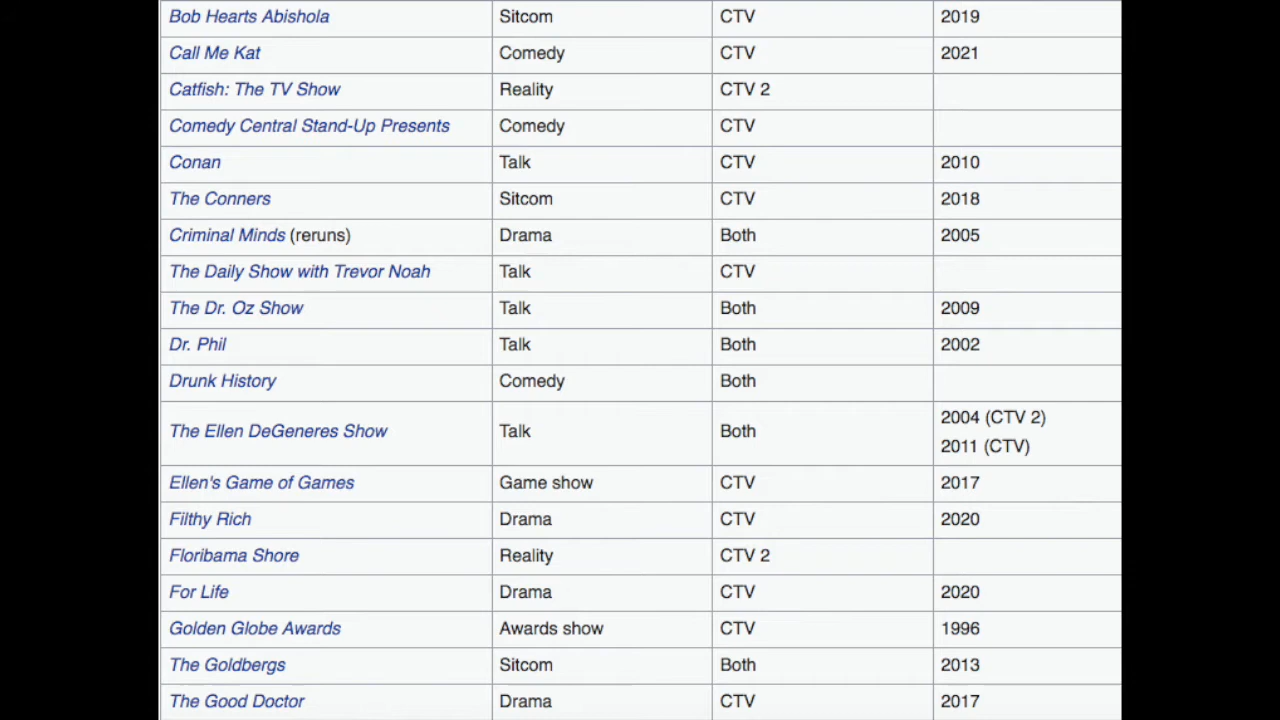 Bob Hearts Abishola Sitcom CTV 2019
Call Me Kat Comedy CTV 2021
Catfish: The TV Show Reality CTV 2
Comedy Central Stand-Up Presents Comedy CTV
Conan Talk CTV 2010
The Conners Sitcom CTV 2018
Criminal Minds (reruns) Drama Both 2005
The Daily Show with Trevor Noah Talk CTV
The Dr. Oz Show Talk Both 2009
Dr. Phil Talk Both 2002
Drunk History Comedy Both
The Ellen DeGeneres Show Talk Both 2004 (CTV 2)
2011 (CTV)
Ellen's Game of Games Game show CTV 2017
Filthy Rich Drama CTV 2020
Floribama Shore Reality CTV 2
For Life Drama CTV 2020
Golden Globe Awards Awards show CTV 1996
The Goldbergs Sitcom Both 2013
The Good Doctor Drama CTV 2017